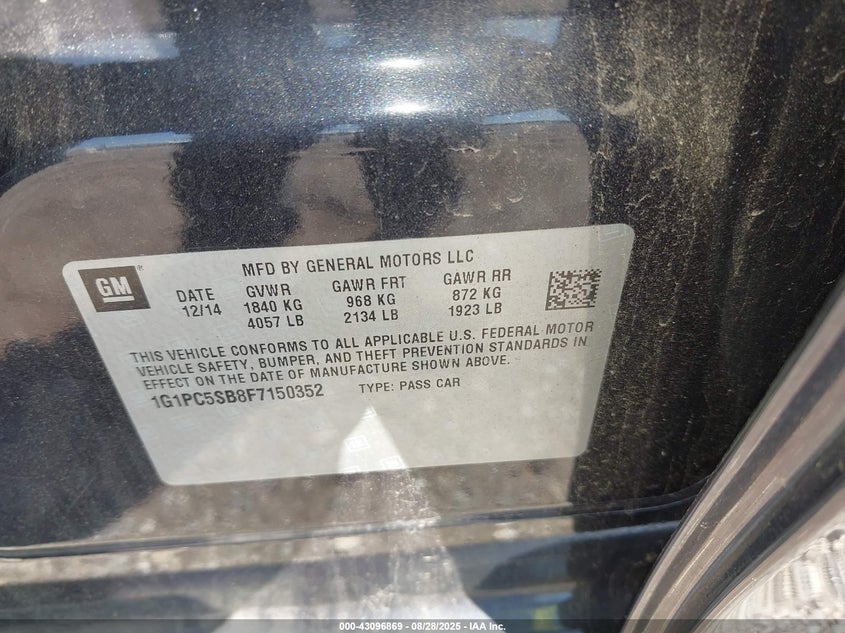 GM
MFD BY GENERAL MOTORS LLC
DATE GVWR GAWR FRT GAWR RR
12/14 1840 KG 968 KG 872 KG
4057 LB 2134 LB 1923 LB
THIS VEHICLE CONFORMS TO ALL APPLICABLE U.S. FEDERAL MOTOR
VEHICLE SAFETY, BUMPER, AND THEFT PREVENTION STANDARDS IN
EFFECT ON THE DATE OF MANUFACTURE SHOWN ABOVE.
1G1PC5SB8F7150352 TYPE: PASS CAR
000-43096869 - 08/28/2025 - IAA Inc.